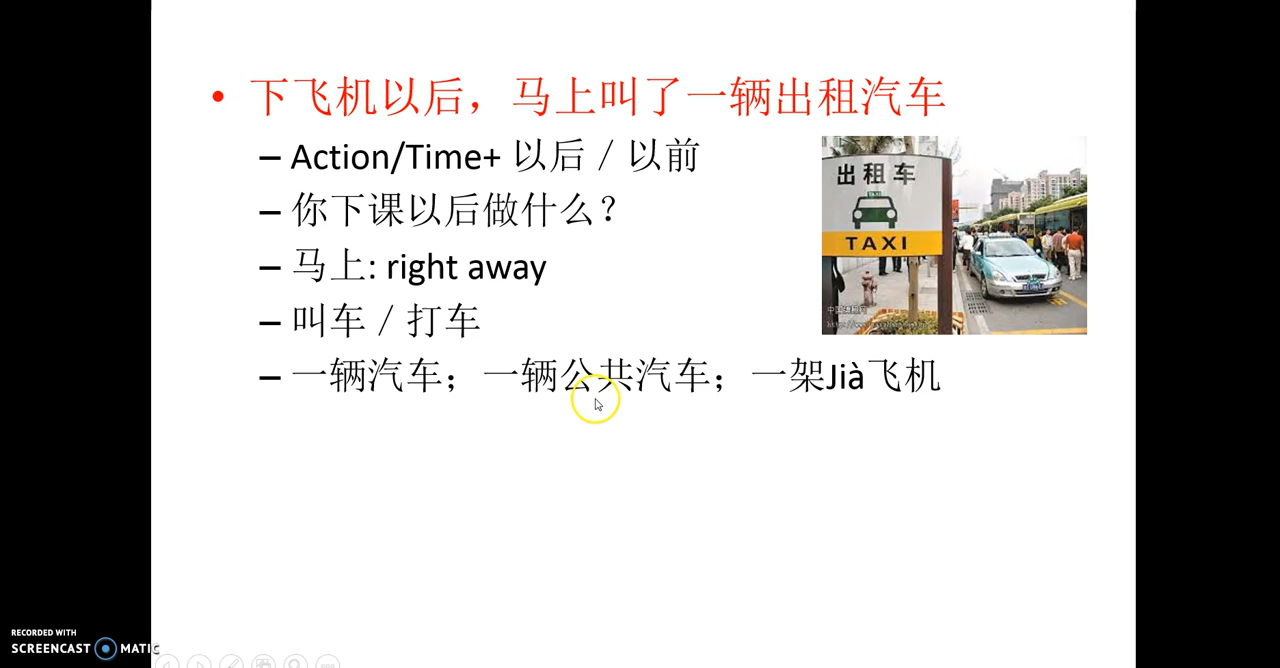 下飞机以后，马上叫了一辆出租汽车
Action/Time+ 以后 / 以前
你下课以后做什么?
马上: right away
叫车 / 打车
一辆汽车; 一辆公共汽车; 一架Jià飞机
出租车
TAXI
TAXI
RECORDED WITH
SCREENCAST MATIC